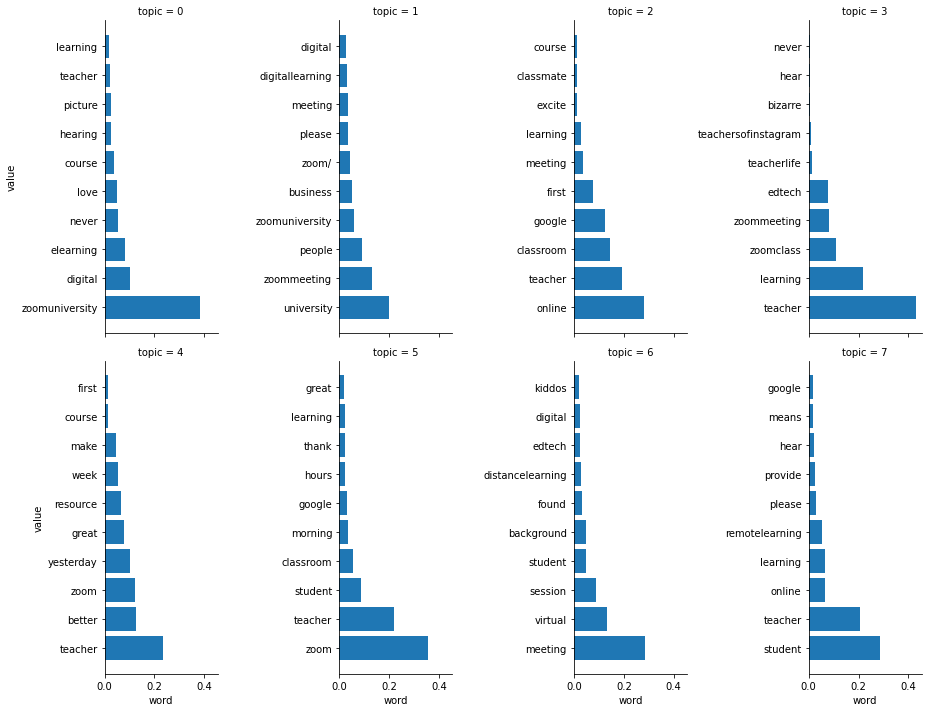 topic = 0
learning
teacher
picture
hearing
course
love
never
elearning
digital
zoomuniversity
value
topic = 1
digital
digitallearning
meeting
please
zoom/
business
zoomuniversity
people
zoommeeting
university
topic = 2
course
classmate
excite
learning
meeting
first
google
classroom
teacher
online
topic = 3
never
hear
bizarre
teachersofinstagram
teacherlife
edtech
zoommeeting
zoomclass
learning
teacher
topic = 4
first
course
make
week
resource
great
yesterday
zoom
better
teacher
value
0.0 0.2 0.4
word
topic = 5
great
learning
thank
hours
google
morning
classroom
student
teacher
zoom
0.0 0.2 0.4
word
topic = 6
kiddos
digital
edtech
distancelearning
found
background
student
session
virtual
meeting
0.0 0.2 0.4
word
topic = 7
google
means
hear
provide
please
remotelearning
learning
online
teacher
student
0.0 0.2 0.4
word